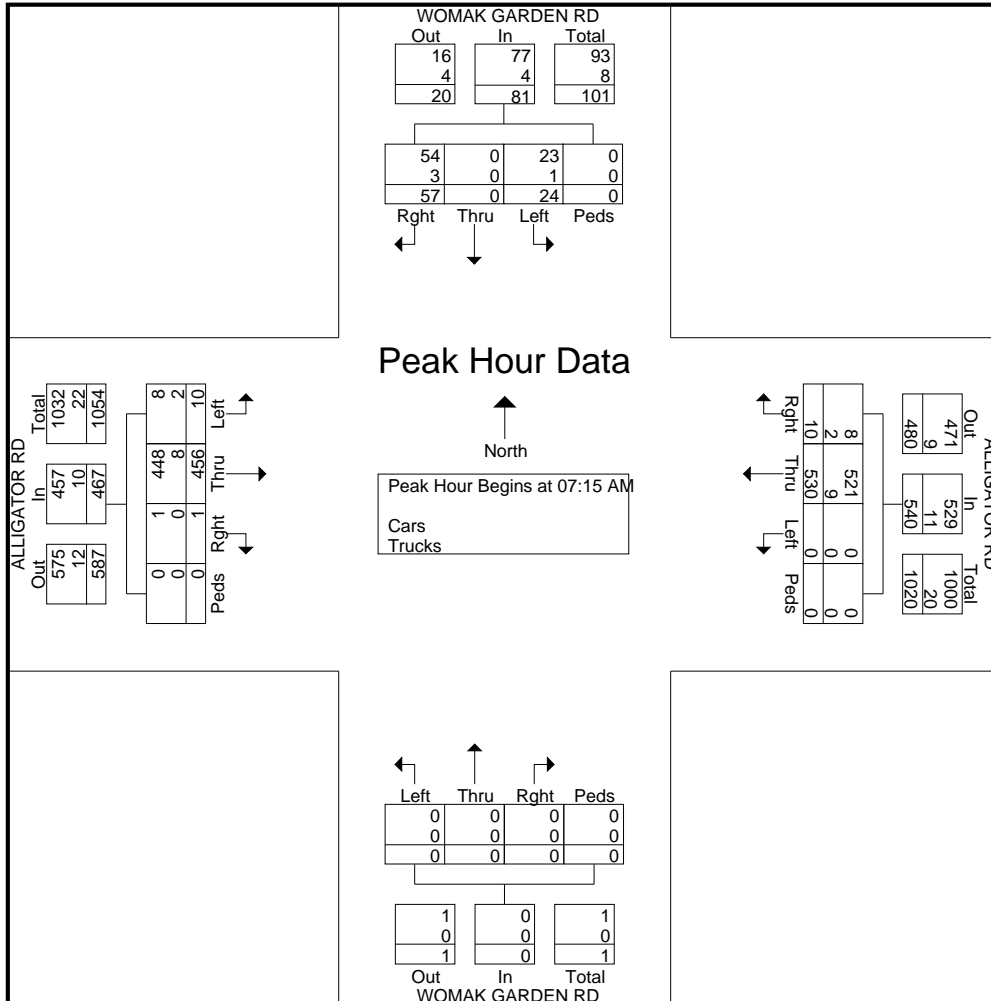 WOMAK GARDEN RD
Out In Total
16 77 93
4 4 8
20 81 101
54 0 23 0
3 0 1 0
57 0 24 0
Rght Thru Left Peds
Peak Hour Data
North
Peak Hour Begins at 07:15 AM
Cars
Trucks
ALLIGATOR RD
Out In Total
575 457 1032
12 10 22
587 467 1054
Peds Rght Thru Left
0 1 448 8
0 0 8 2
0 1 456 10
ALLIGATOR RD
Out In Total
471 529 1000
9 11 20
480 540 1020
8 521 0 0
2 9 0 0
10 530 0 0
Rght Thru Left Peds
Left Thru Rght Peds
0 0 0 0
0 0 0 0
0 0 0 0
1 0 1
0 0 0
1 0 1
Out In Total
WOMAK GARDEN RD